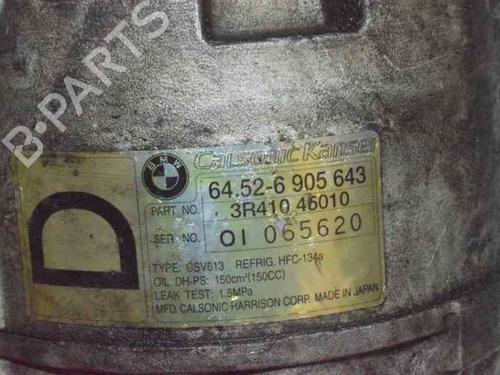 B-PARTS
D
BMW
Calsonic Kansei
64.52-6 905 643
PART NO. 3R410 45010
SER NO. OI 065620
TYPE: CSV613 REFRIG. HFC-134a
OIL DH-PS: 150cm³(150CC)
LEAK TEST: 1.5MPa
MFD. CALSONIC HARRISON CORP. MADE IN JAPAN